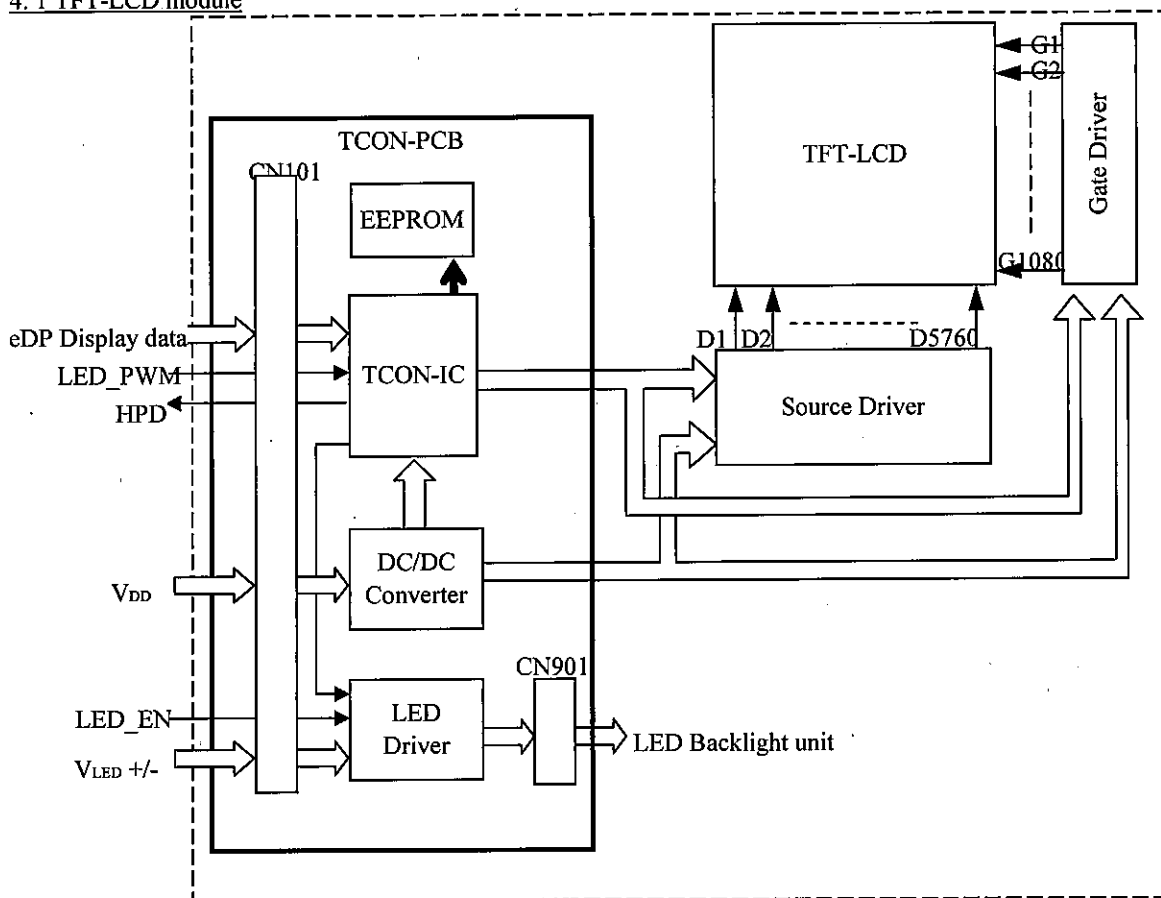 4. 1 TFT-LCD module
TCON-PCB
CN101
EEPROM
eDP Display data
LED_PWM
HPD
TCON-IC
VDD
DC/DC
Converter
LED_EN
VLED +/-
LED
Driver
CN901
LED Backlight unit
TFT-LCD
G1
G2
G1080
Gate Driver
D1
D2
D5760
Source Driver